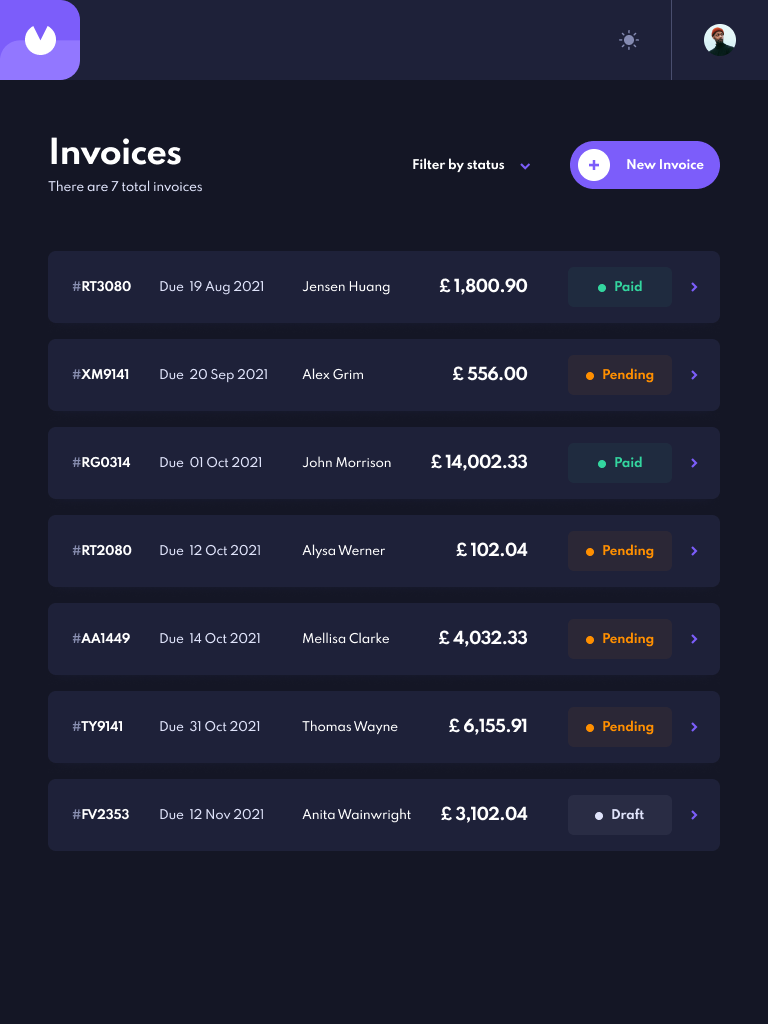 Invoices
There are 7 total invoices
Filter by status
New Invoice
#RT3080 Due 19 Aug 2021 Jensen Huang £ 1,800.90 Paid
#XM9141 Due 20 Sep 2021 Alex Grim £ 556.00 Pending
#RG0314 Due 01 Oct 2021 John Morrison £ 14,002.33 Paid
#RT2080 Due 12 Oct 2021 Alysa Werner £ 102.04 Pending
#AA1449 Due 14 Oct 2021 Mellisa Clarke £ 4,032.33 Pending
#TY9141 Due 31 Oct 2021 Thomas Wayne £ 6,155.91 Pending
#FV2353 Due 12 Nov 2021 Anita Wainwright £ 3,102.04 Draft